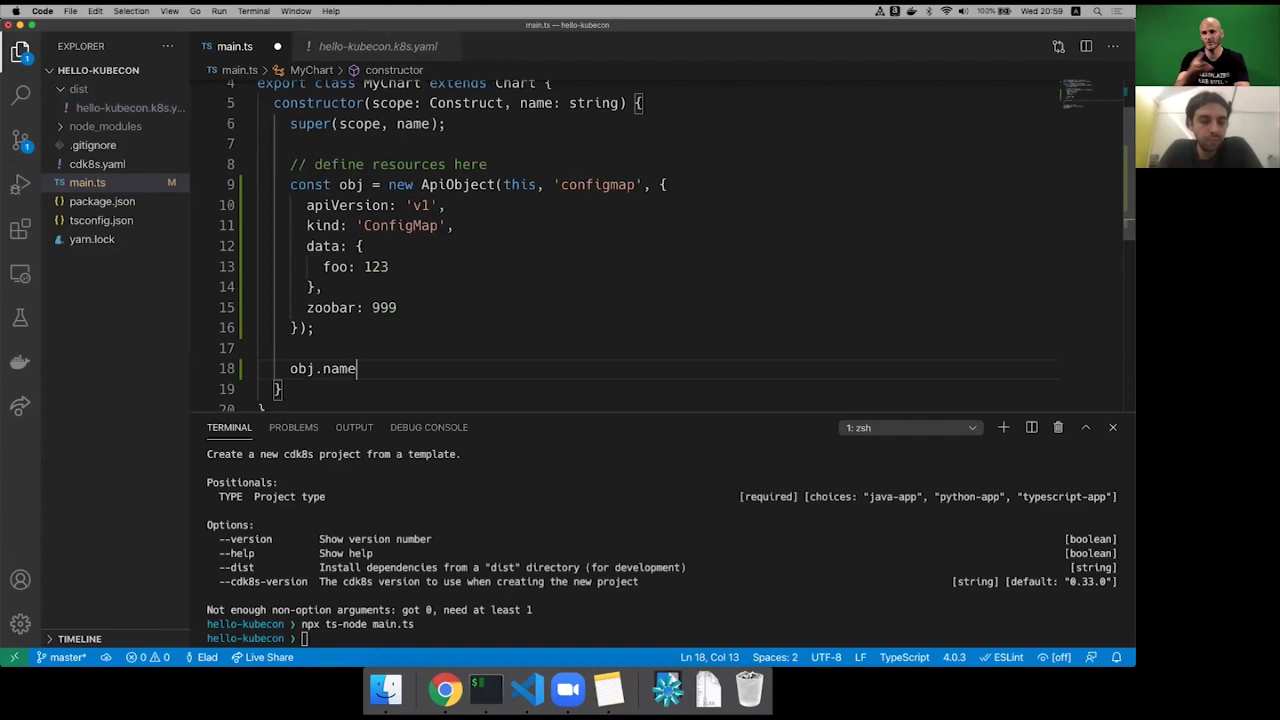 Code File Edit Selection View Go Run Terminal Window Help 100% Wed 20:59
main.ts
EXPLORER
HELLO-KUBECON
dist
hello-kubecon.k8s.y...
node_modules
.gitignore
cdk8s.yaml
main.ts M
package.json
tsconfig.json
yarn.lock
TIMELINE
TS main.ts
hello-kubecon.k8s.yaml
TS main.ts > MyChart > constructor
4 export class MyChart extends Chart {
5 constructor(scope: Construct, name: string) {
6 super(scope, name);
7
8 // define resources here
9 const obj = new ApiObject(this, 'configmap', {
10 apiVersion: 'v1',
11 kind: 'ConfigMap',
12 data: {
13 foo: 123
14 },
15 zoobar: 999
16 });
17
18 obj.name
19 }
20 }
TERMINAL PROBLEMS OUTPUT DEBUG CONSOLE 1: zsh
Create a new cdk8s project from a template.
Positionals:
TYPE Project type [required] [choices: "java-app", "python-app", "typescript-app"]
Options:
--version Show version number [boolean]
--help Show help [boolean]
--dist Install dependencies from a "dist" directory (for development) [string]
--cdk8s-version The cdk8s version to use when creating the new project [string] [default: "0.33.0"]
Not enough non-option arguments: got 0, need at least 1
hello-kubecon ❯ npx ts-node main.ts
hello-kubecon ❯
master* 0 0 Elad Live Share Ln 18, Col 13 Spaces: 2 UTF-8 LF TypeScript 4.0.3 ESLint [off]